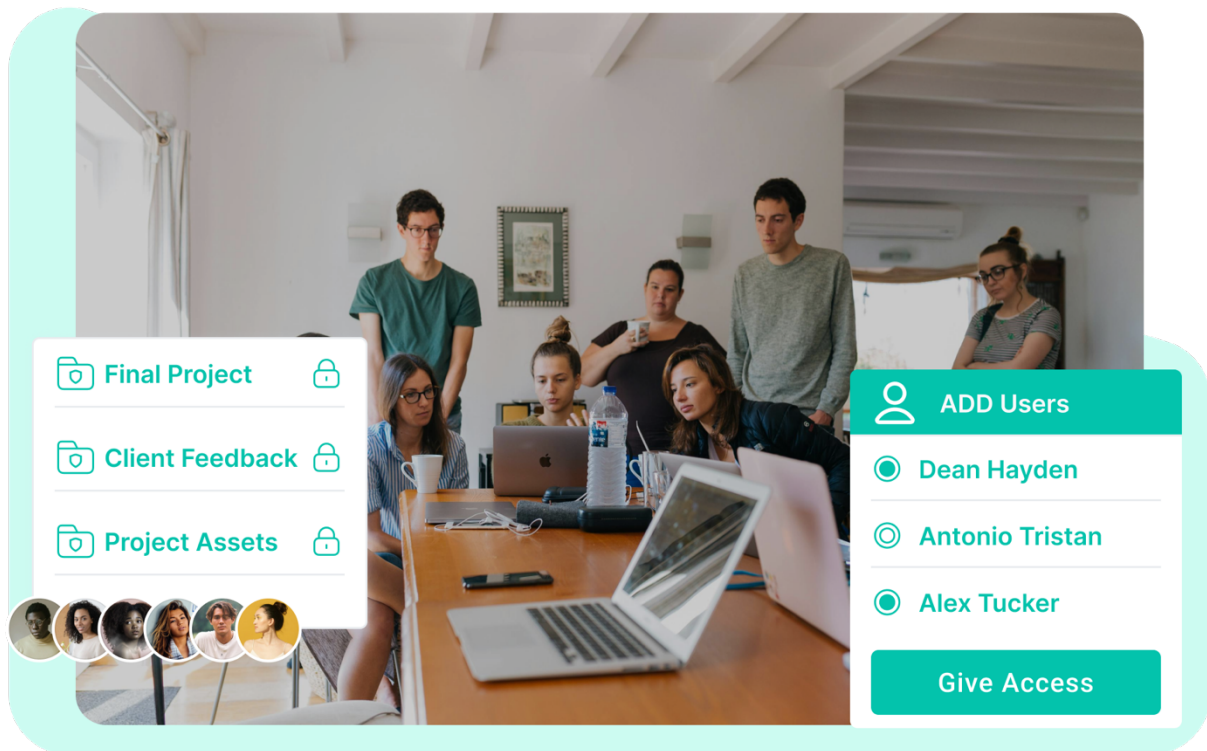 Final Project
Client Feedback
Project Assets
ADD Users
Dean Hayden
Antonio Tristan
Alex Tucker
Give Access